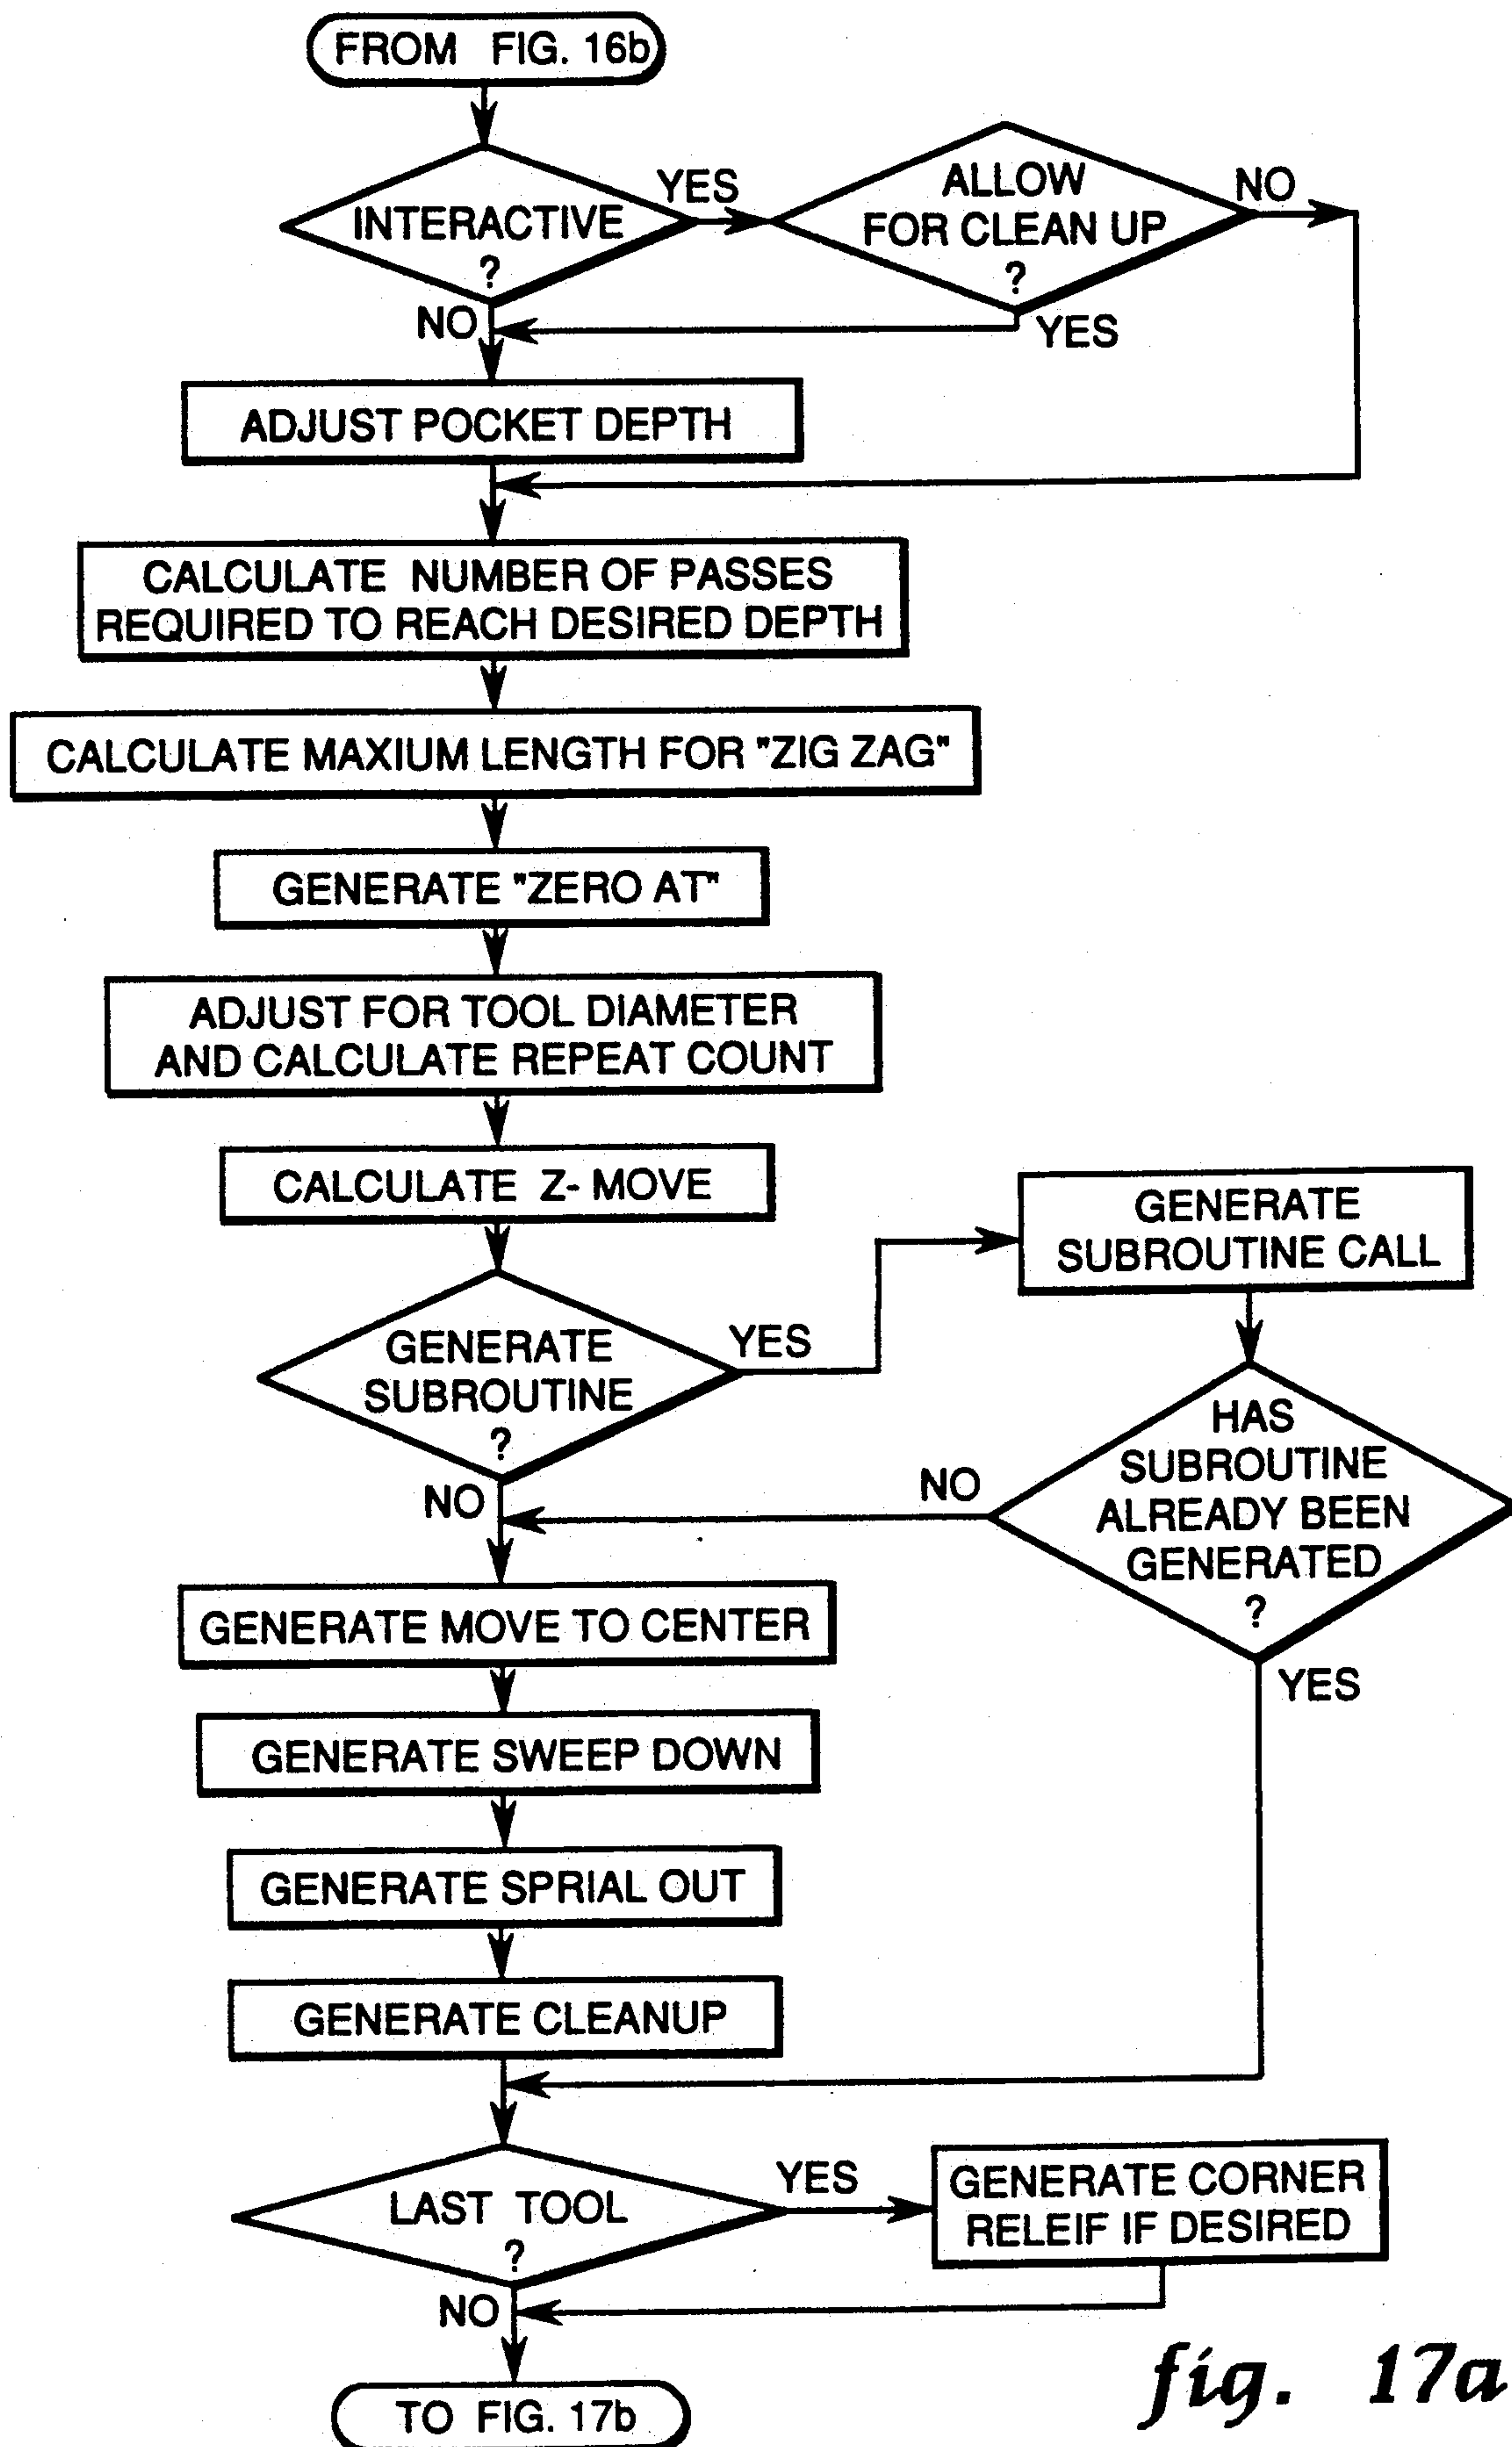 FROM FIG. 16b
INTERACTIVE
?
YES
ALLOW
FOR CLEAN UP
?
NO
NO
YES
ADJUST POCKET DEPTH
CALCULATE NUMBER OF PASSES
REQUIRED TO REACH DESIRED DEPTH
CALCULATE MAXIUM LENGTH FOR "ZIG ZAG"
GENERATE "ZERO AT"
ADJUST FOR TOOL DIAMETER
AND CALCULATE REPEAT COUNT
CALCULATE Z- MOVE
GENERATE
SUBROUTINE
?
YES
GENERATE
SUBROUTINE CALL
HAS
SUBROUTINE
ALREADY BEEN
GENERATED
?
NO
NO
YES
GENERATE MOVE TO CENTER
GENERATE SWEEP DOWN
GENERATE SPRIAL OUT
GENERATE CLEANUP
LAST TOOL
?
YES
GENERATE CORNER
RELEIF IF DESIRED
NO
TO FIG. 17b
fig. 17a